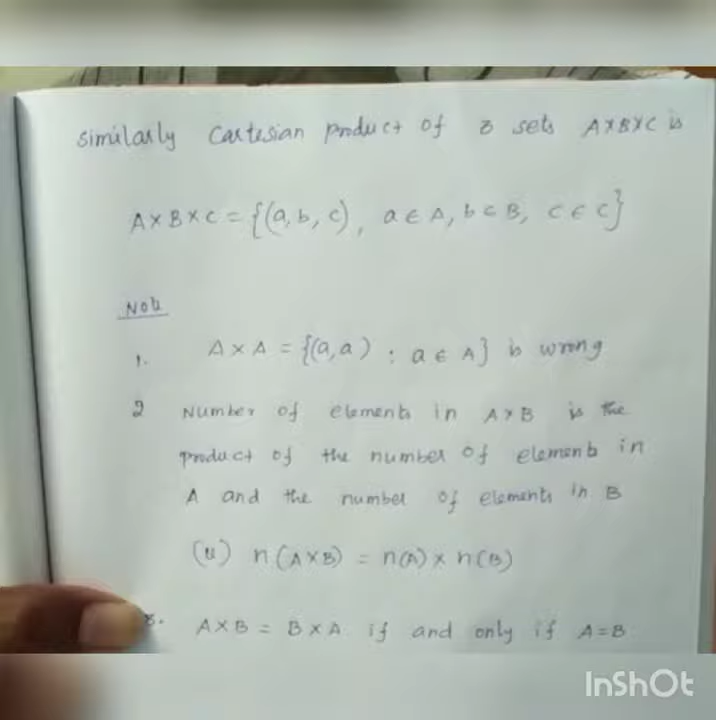 similarly Cartesian product of 3 sets A×B×C is
A×B×C = {(a, b, c), a ∈ A, b ∈ B, c ∈ C}
Note
1. A × A = {(a, a) : a ∈ A} is wrong
2 Number of elements in A×B is the
product of the number of elements in
A and the number of elements in B
(ii) n(A×B) = n(A) × n(B)
3. A×B = B×A if and only if A=B
InShOt